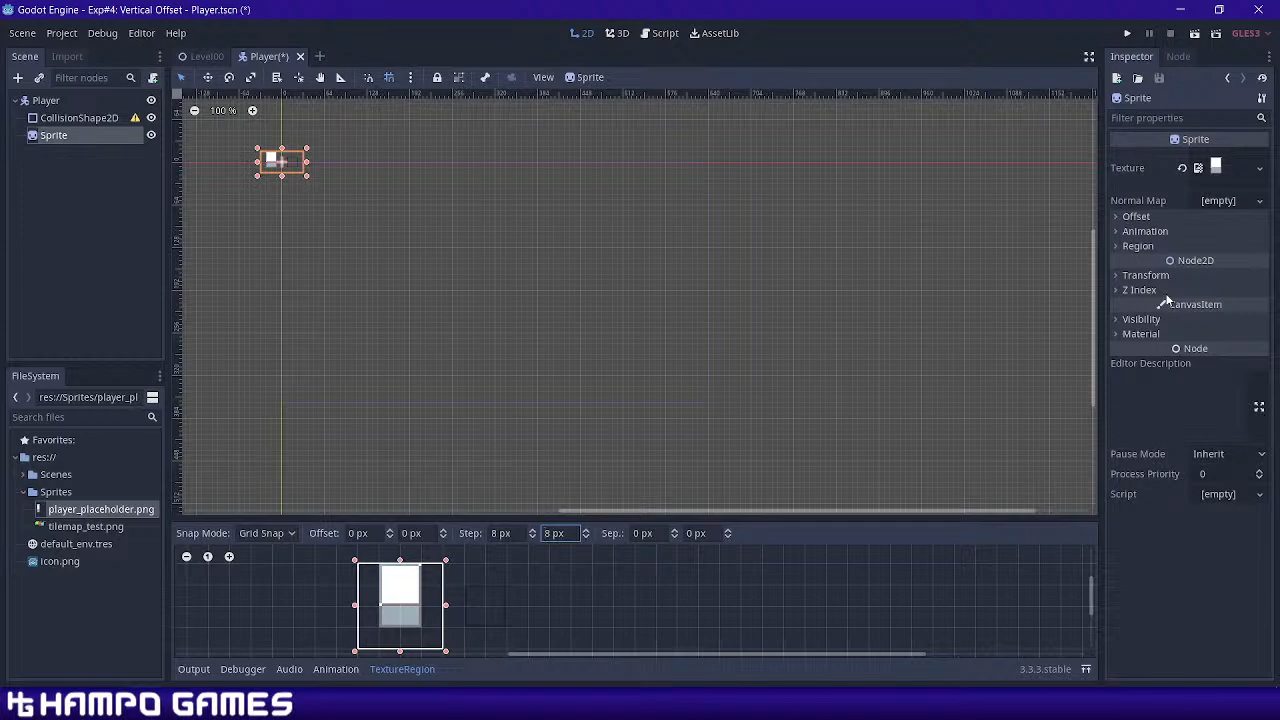 Godot Engine - Exp#4: Vertical Offset - Player.tscn (*)
Scene Project Debug Editor Help
2D 3D Script AssetLib
GLES3
Scene Import
Level00 Player(*)
Inspector Node
Filter nodes
View Sprite
Sprite
Filter properties
100 %
Player
CollisionShape2D
Sprite
Sprite
Texture
Normal Map [empty]
Offset
Animation
Region
Node2D
Transform
Z Index
CanvasItem
Visibility
Material
Node
Editor Description
Pause Mode Inherit
Process Priority 0
Script [empty]
FileSystem
res://Sprites/player_pl
Search files
Favorites:
res://
Scenes
Sprites
player_placeholder.png
tilemap_test.png
default_env.tres
icon.png
Snap Mode: Grid Snap Offset: 0 px 0 px Step: 8 px 8 px Sep.: 0 px 0 px
Output Debugger Audio Animation TextureRegion 3.3.3.stable
HAMPO GAMES